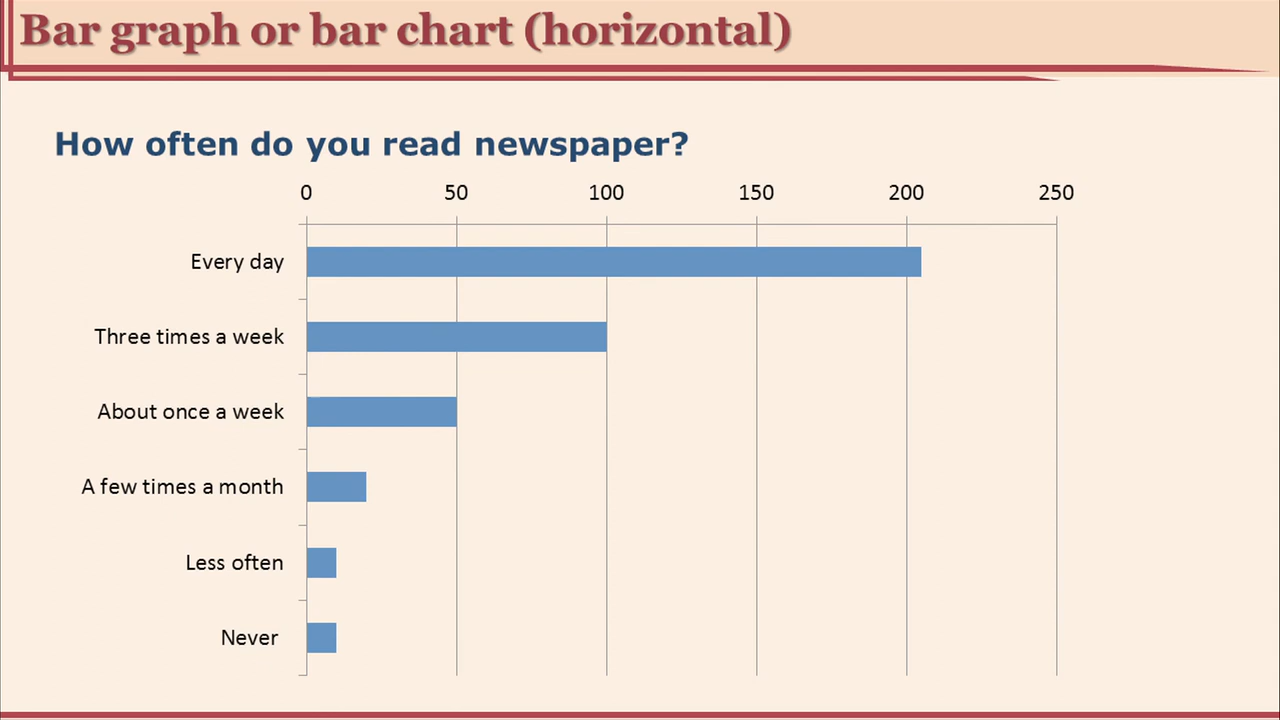 Bar graph or bar chart (horizontal)
How often do you read newspaper?
0 50 100 150 200 250
Every day
Three times a week
About once a week
A few times a month
Less often
Never